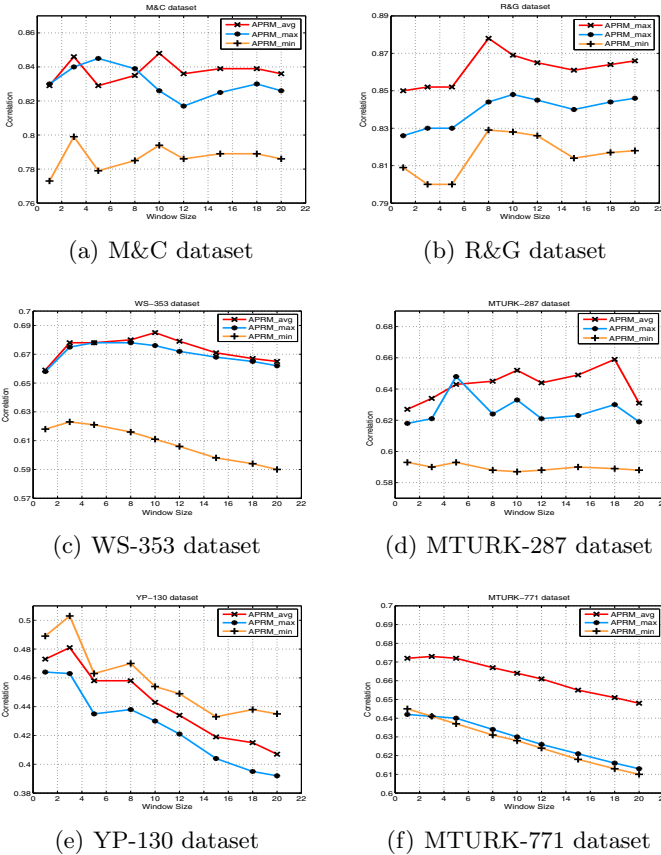 M&C dataset
0.86
0.84
0.82
0.8
0.78
0.76
Correlation
0 2 4 6 8 10 12 14 16 18 20 22
Window Size
APRM_avg
APRM_max
APRM_min
(a) M&C dataset
R&G dataset
0.89
0.87
0.85
0.83
0.81
0.79
Correlation
0 2 4 6 8 10 12 14 16 18 20 22
Window Size
APRM_avg
APRM_max
APRM_min
(b) R&G dataset
WS-353 dataset
0.7
0.69
0.67
0.65
0.63
0.61
0.59
0.57
Correlation
0 2 4 6 8 10 12 14 16 18 20 22
Window Size
APRM_avg
APRM_max
APRM_min
(c) WS-353 dataset
MTURK-287 dataset
0.68
0.66
0.64
0.62
0.6
0.58
Correlation
0 2 4 6 8 10 12 14 16 18 20 22
Window Size
APRM_avg
APRM_max
APRM_min
(d) MTURK-287 dataset
YP-130 dataset
0.5
0.48
0.46
0.44
0.42
0.4
0.38
Correlation
0 2 4 6 8 10 12 14 16 18 20 22
Window Size
APRM_avg
APRM_max
APRM_min
(e) YP-130 dataset
MTURK-771 dataset
0.7
0.69
0.68
0.67
0.66
0.65
0.64
0.63
0.62
0.61
0.6
Correlation
0 2 4 6 8 10 12 14 16 18 20 22
Window Size
APRM_avg
APRM_max
APRM_min
(f) MTURK-771 dataset